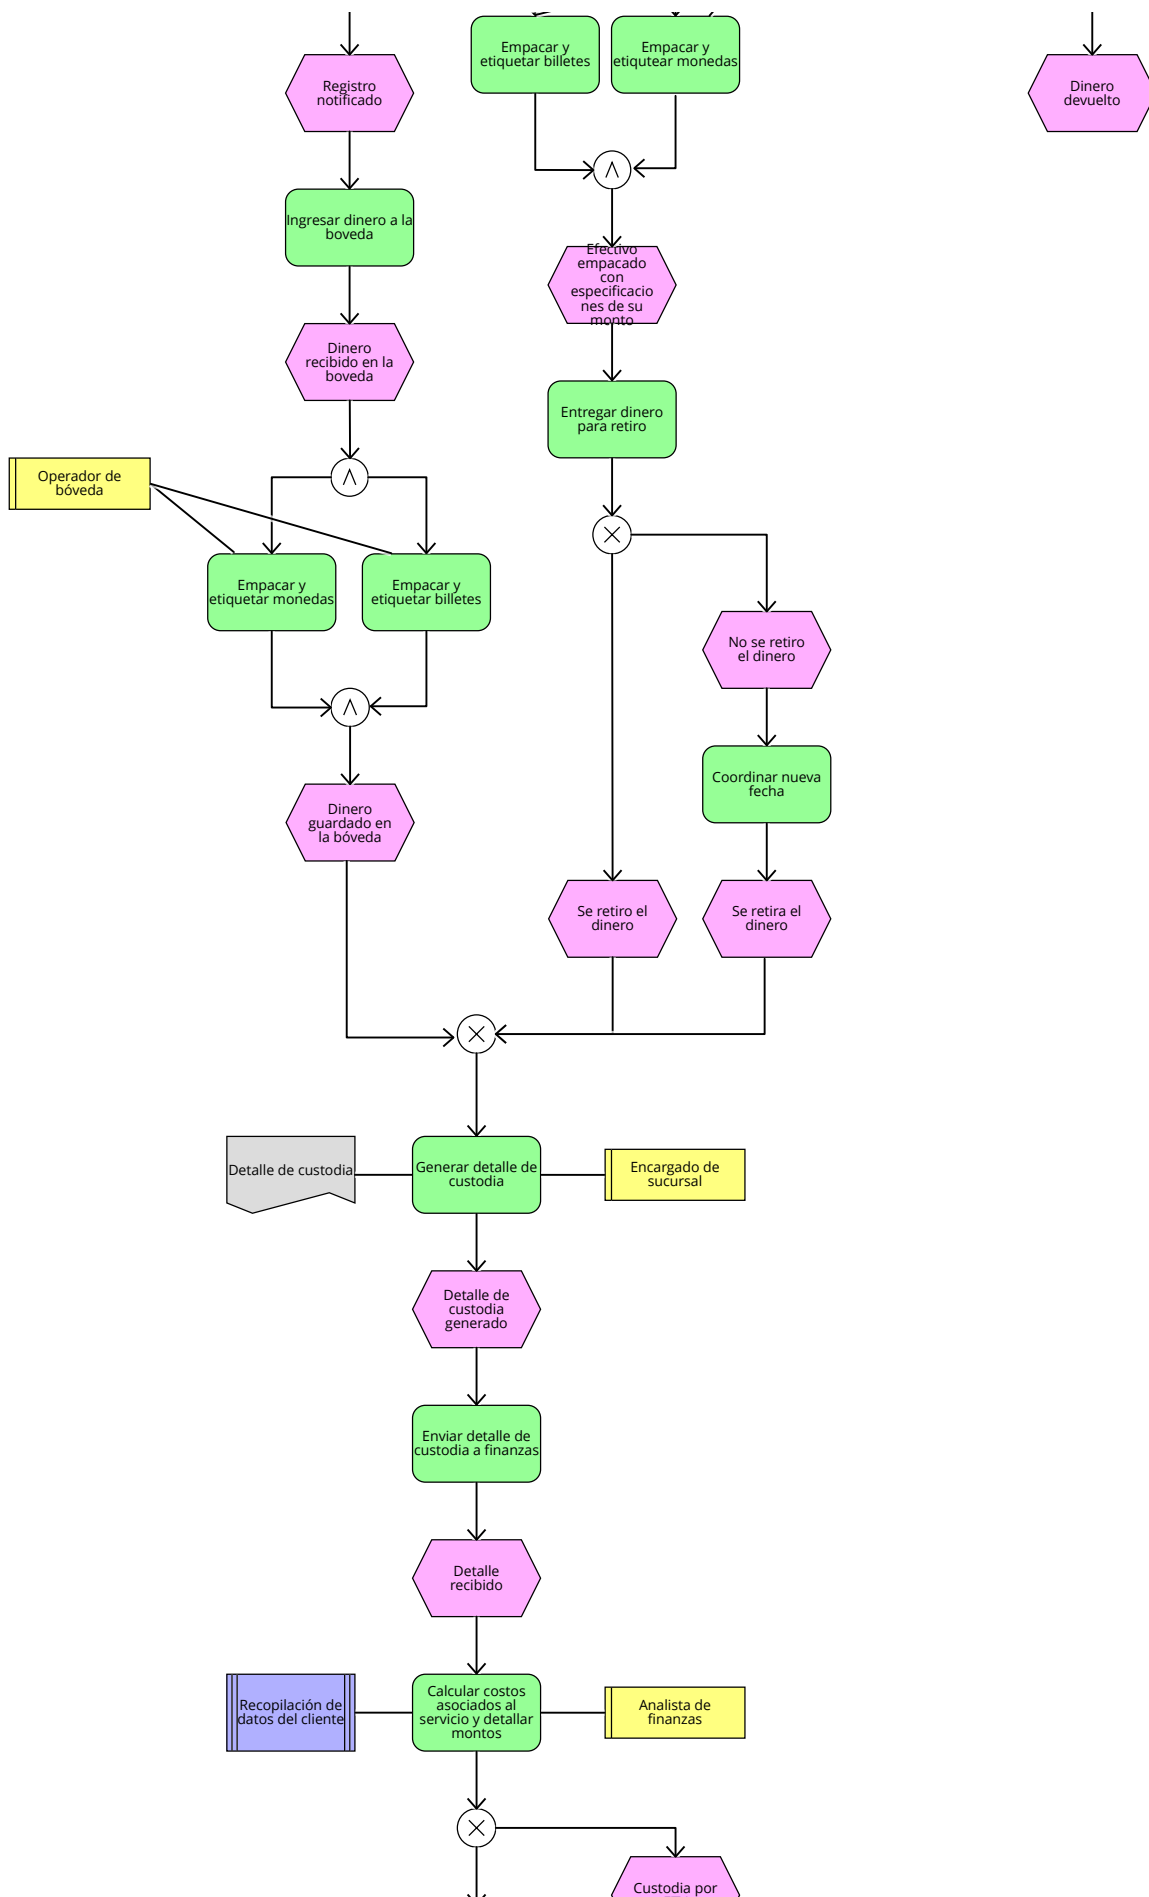 Empacar y
etiquetar billetes
Empacar y
etiqutear monedas
Registro
notificado
Dinero
devuelto
Ingresar dinero a la
boveda
Efectivo
empacado
con
especificacio
nes de su
monto
Dinero
recibido en la
boveda
Entregar dinero
para retiro
Operador de
bóveda
Empacar y
etiquetar monedas
Empacar y
etiquetar billetes
No se retiro
el dinero
Coordinar nueva
fecha
Dinero
guardado en
la bóveda
Se retiro el
dinero
Se retira el
dinero
Detalle de custodia
Generar detalle de
custodia
Encargado de
sucursal
Detalle de
custodia
generado
Enviar detalle de
custodia a finanzas
Detalle
recibido
Recopilación de
datos del cliente
Calcular costos
asociados al
servicio y detallar
montos
Analista de
finanzas
Custodia por